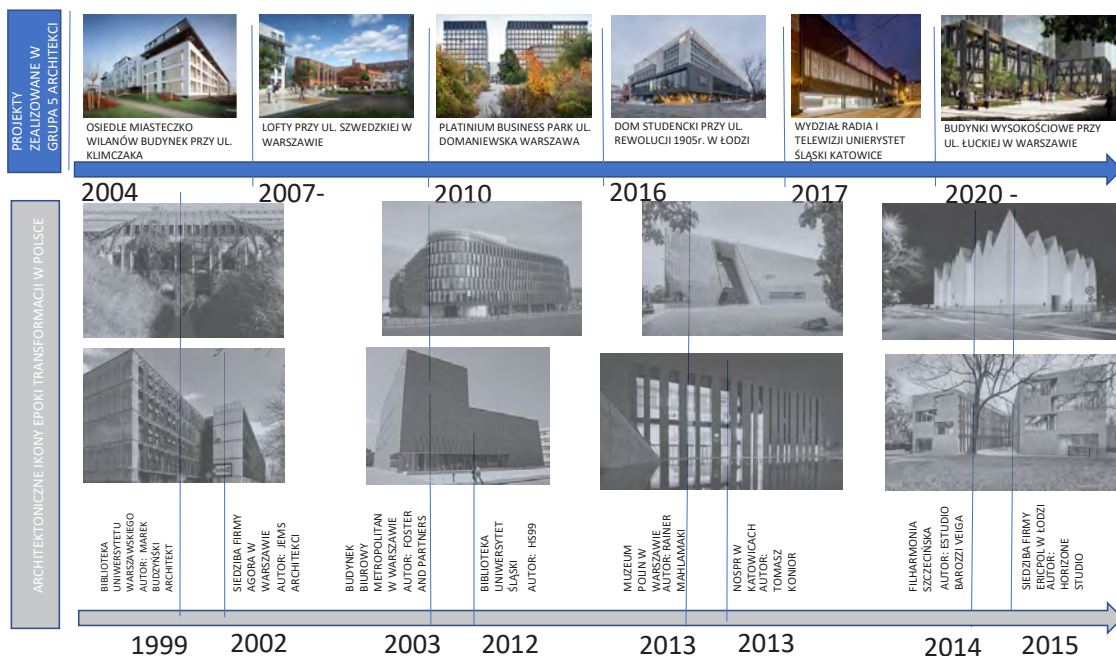 PROJEKTY
ZEALIZOWANE W
GRUPA 5 ARCHITEKCI
OSIEDLE MIASTECZKO
WILANÓW BUDYNEK PRZY UL.
KLIMCZAKA
LOFTY PRZY UL. SZWEDZKIEJ W
WARSZAWIE
PLATINIUM BUSINESS PARK UL.
DOMANIEWSKA WARSZAWA
DOM STUDENCKI PRZY UL.
REWOLUCJI 1905r. W ŁODZI
WYDZIAŁ RADIA I
TELEWIZJI UNIERYSTET
ŚLĄSKI KATOWICE
BUDYNKI WYSOKOŚCIOWE PRZY
UL. ŁUCKIEJ W WARSZAWIE
2004
2007-
2010
2016
2017
2020 -
ARCHITEKTONICZNE IKONY EPOKI TRANSFORMACJI W POLSCE
BIBLIOTEKA
UNIWERSYTETU
WARSZAWSKIEGO
AUTOR: MAREK
BUDZYŃSKI
ARCHITEKT
SIEDZIBA FIRMY
AGORA W
WARSZAWIE
AUTOR: JEMS
ARCHITEKCI
BUDYNEK
BIUROWY
METROPOLITAN
W WARSZAWIE
AUTOR: FOSTER
AND PARTNERS
BIBLIOTEKA
UNIWERSYTET
ŚLĄSKI
AUTOR: HS99
MUZEUM
POLIN W
WARSZAWIE
AUTOR: RAINER
MAHLAMAKI
NOSPR W
KATOWICACH
AUTOR:
TOMASZ
KONIOR
FILHARMONIA
SZCZECIŃSKA
AUTOR: ESTUDIO
BAROZZI VEIGA
SIEDZIBA FIRMY
ERICPOL W ŁODZI
AUTOR:
HORIZONE
STUDIO
1999
2002
2003
2012
2013
2013
2014
2015